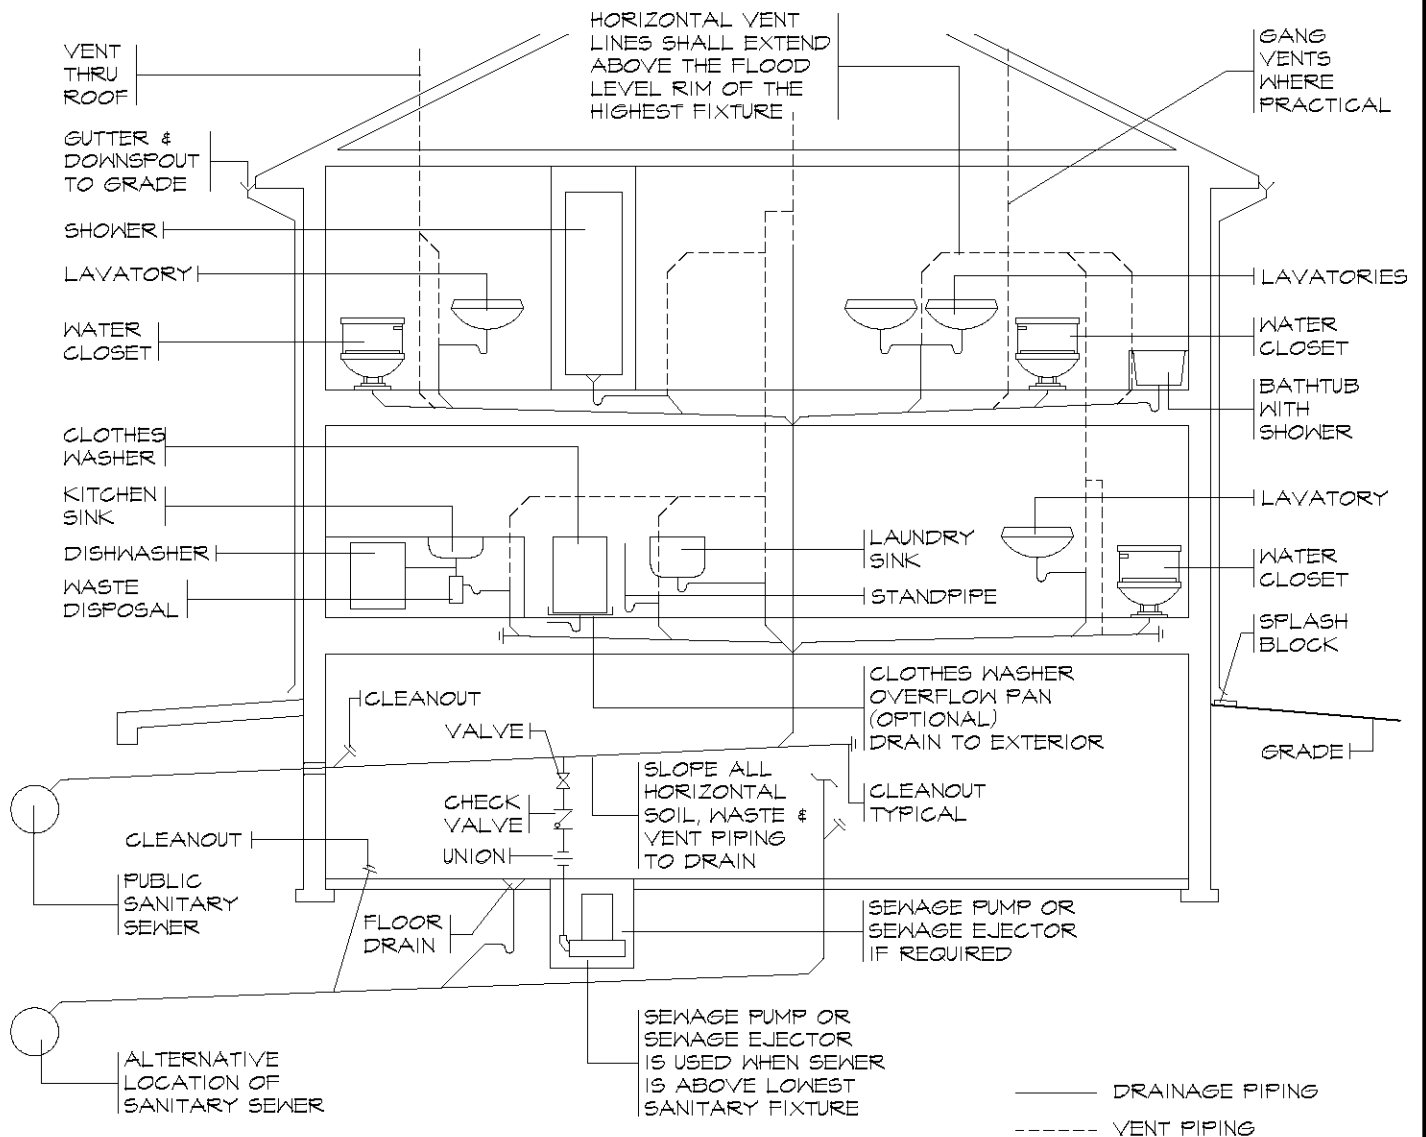 VENT
THRU
ROOF
HORIZONTAL VENT
LINES SHALL EXTEND
ABOVE THE FLOOD
LEVEL RIM OF THE
HIGHEST FIXTURE
GANG
VENTS
WHERE
PRACTICAL
GUTTER &
DOWNSPOUT
TO GRADE
SHOWER
LAVATORY
WATER
CLOSET
LAVATORIES
WATER
CLOSET
BATHTUB
WITH
SHOWER
CLOTHES
WASHER
KITCHEN
SINK
DISHWASHER
WASTE
DISPOSAL
LAUNDRY
SINK
STANDPIPE
LAVATORY
WATER
CLOSET
SPLASH
BLOCK
CLOTHES WASHER
OVERFLOW PAN
(OPTIONAL)
DRAIN TO EXTERIOR
GRADE
CLEANOUT
VALVE
CHECK
VALVE
UNION
SLOPE ALL
HORIZONTAL
SOIL, WASTE &
VENT PIPING
TO DRAIN
CLEANOUT
TYPICAL
CLEANOUT
PUBLIC
SANITARY
SEWER
FLOOR
DRAIN
SEWAGE PUMP OR
SEWAGE EJECTOR
IF REQUIRED
SEWAGE PUMP OR
SEWAGE EJECTOR
IS USED WHEN SEWER
IS ABOVE LOWEST
SANITARY FIXTURE
ALTERNATIVE
LOCATION OF
SANITARY SEWER
DRAINAGE PIPING
VENT PIPING